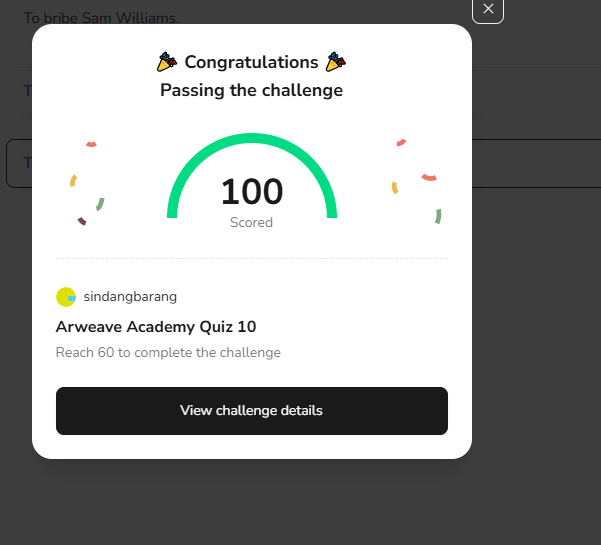 To bribe Sam Williams.
Congratulations
Passing the challenge
100
Scored
sindangbarang
Arweave Academy Quiz 10
Reach 60 to complete the challenge
View challenge details